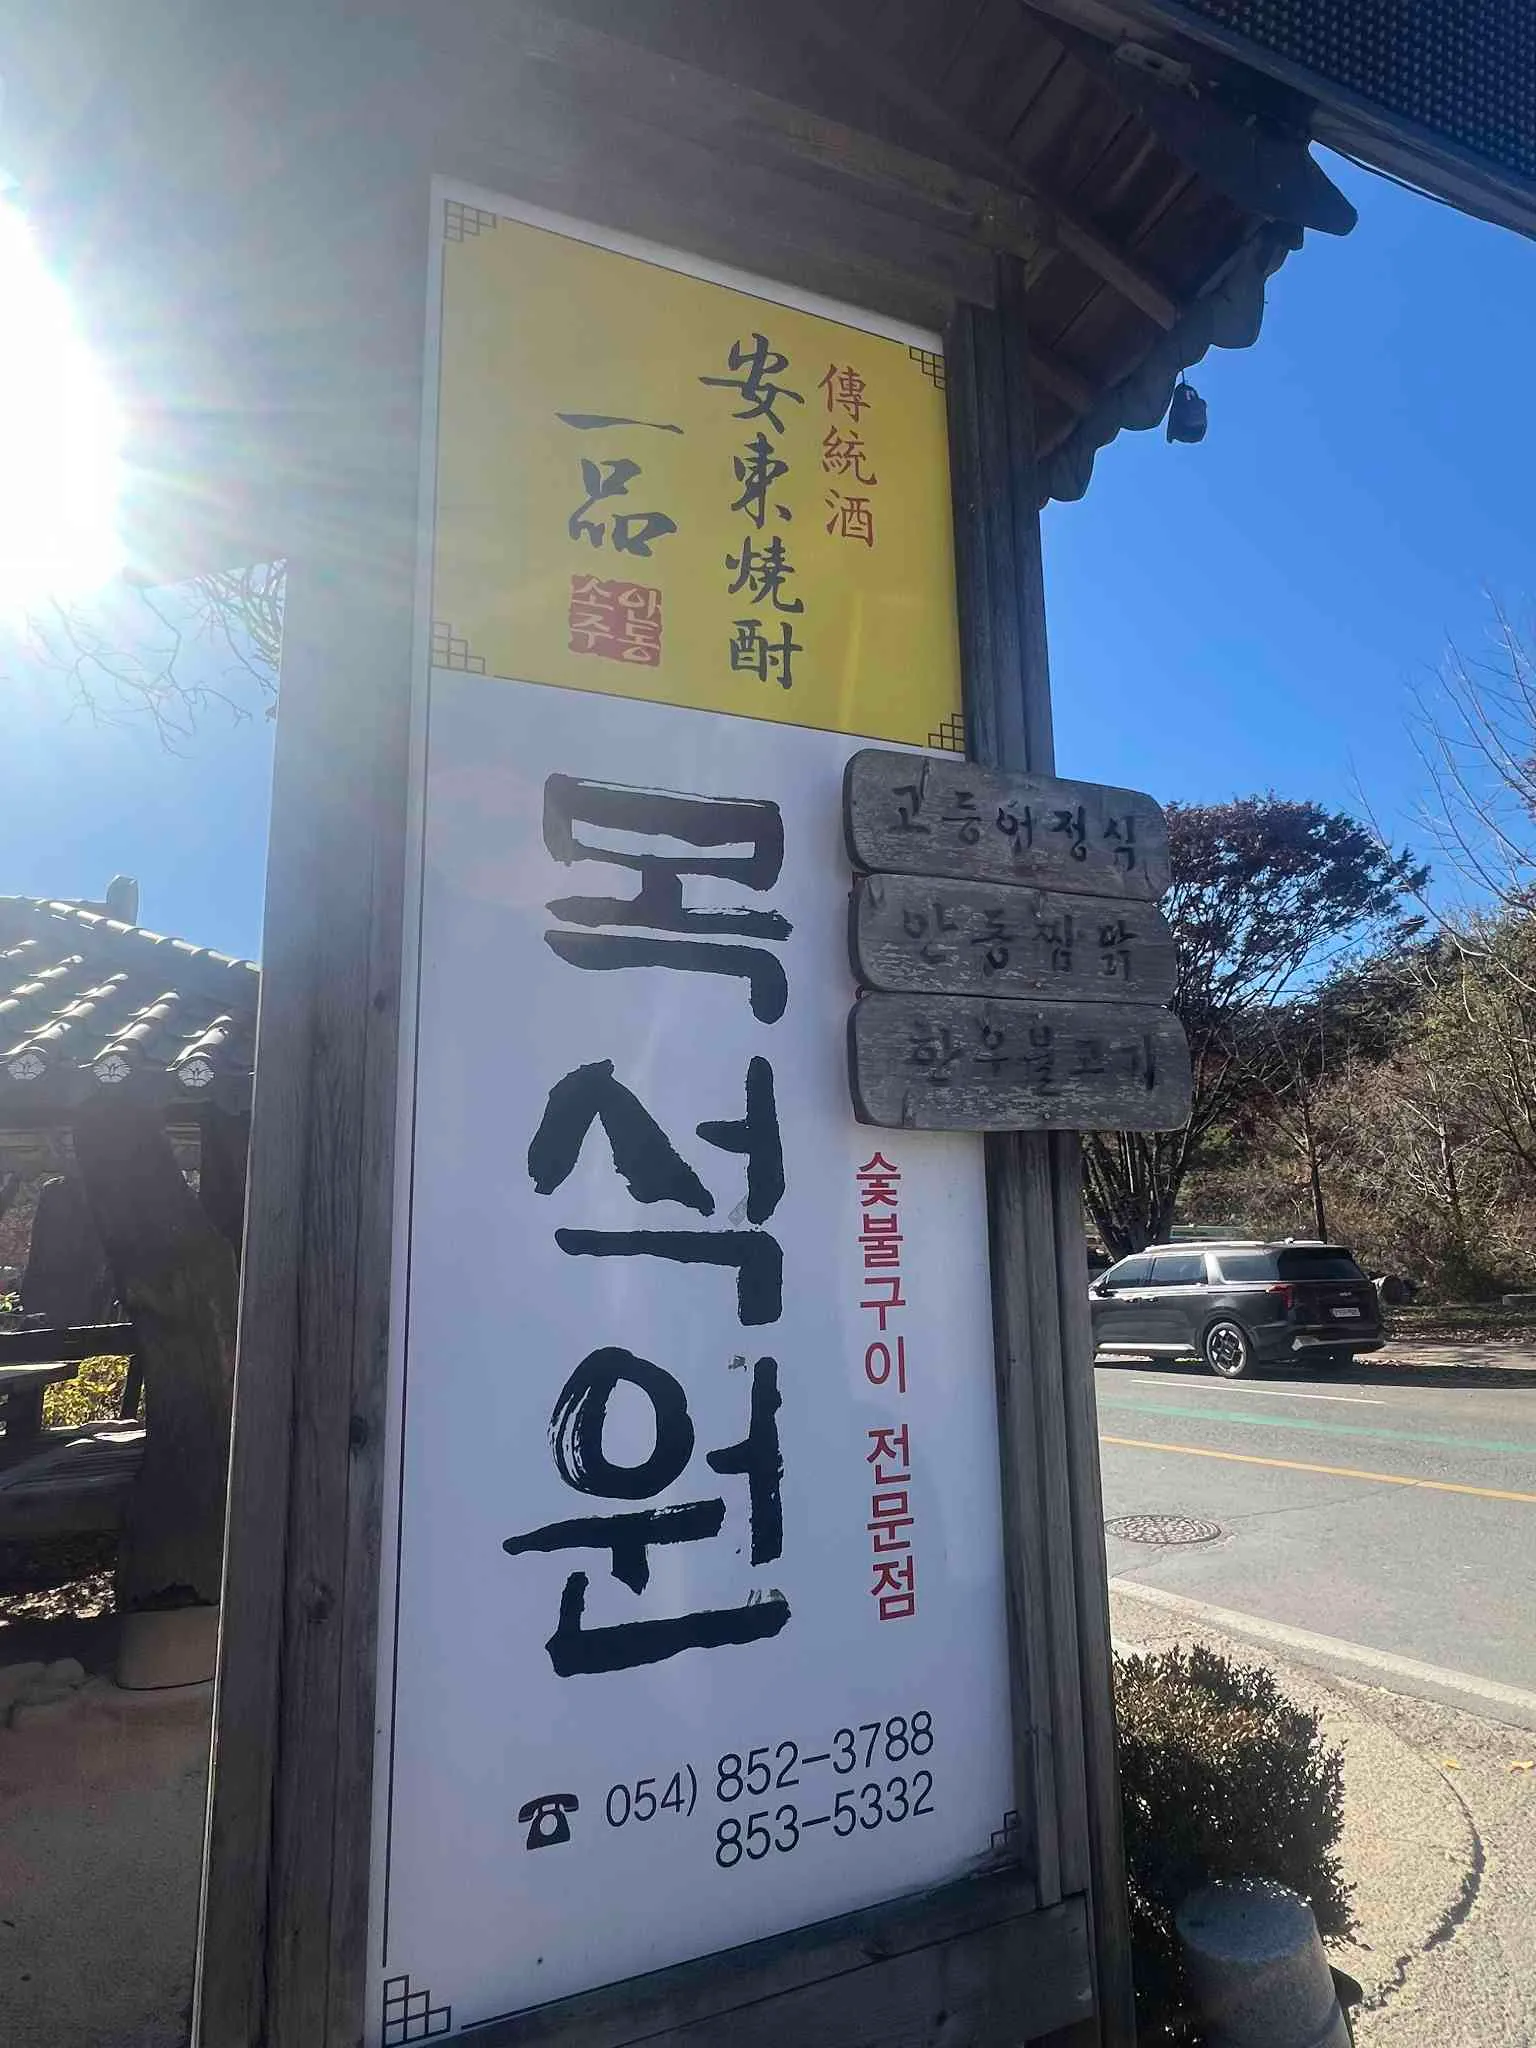 傳統酒
安東燒酎
一品
안동
소주
목석원
고등어정식
안동찜닭
한우불고기
숯불구이 전문점
054) 852-3788
853-5332